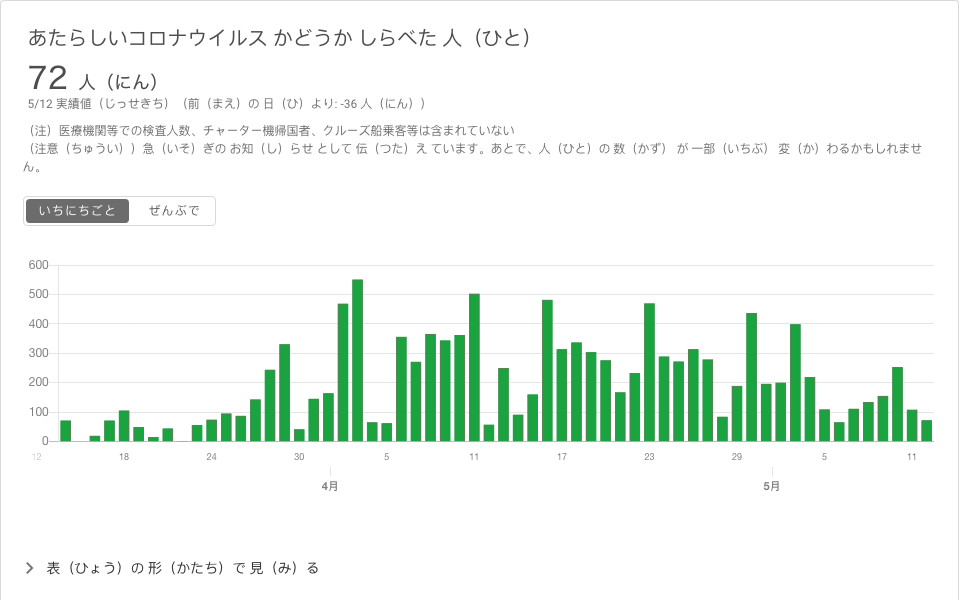 あたらしいコロナウイルス かどうか しらべた 人（ひと）
72 人（にん）
5/12 実績値（じっせきち）（前（まえ）の 日（ひ）より: -36 人（にん））
（注）医療機関等での検査人数、チャーター機帰国者、クルーズ船乗客等は含まれていない
（注意（ちゅうい））急（いそ）ぎの お知（し）らせ として 伝（つた）え ています。あとで、人（ひと）の 数（かず） が 一部（いちぶ） 変（か）わるかもしれませ
ん。
いちにちごと ぜんぶで
600
500
400
300
200
100
0
12 18 24 30 5 11 17 23 29 5 11
4月 5月
表（ひょう）の 形（かたち）で 見（み）る